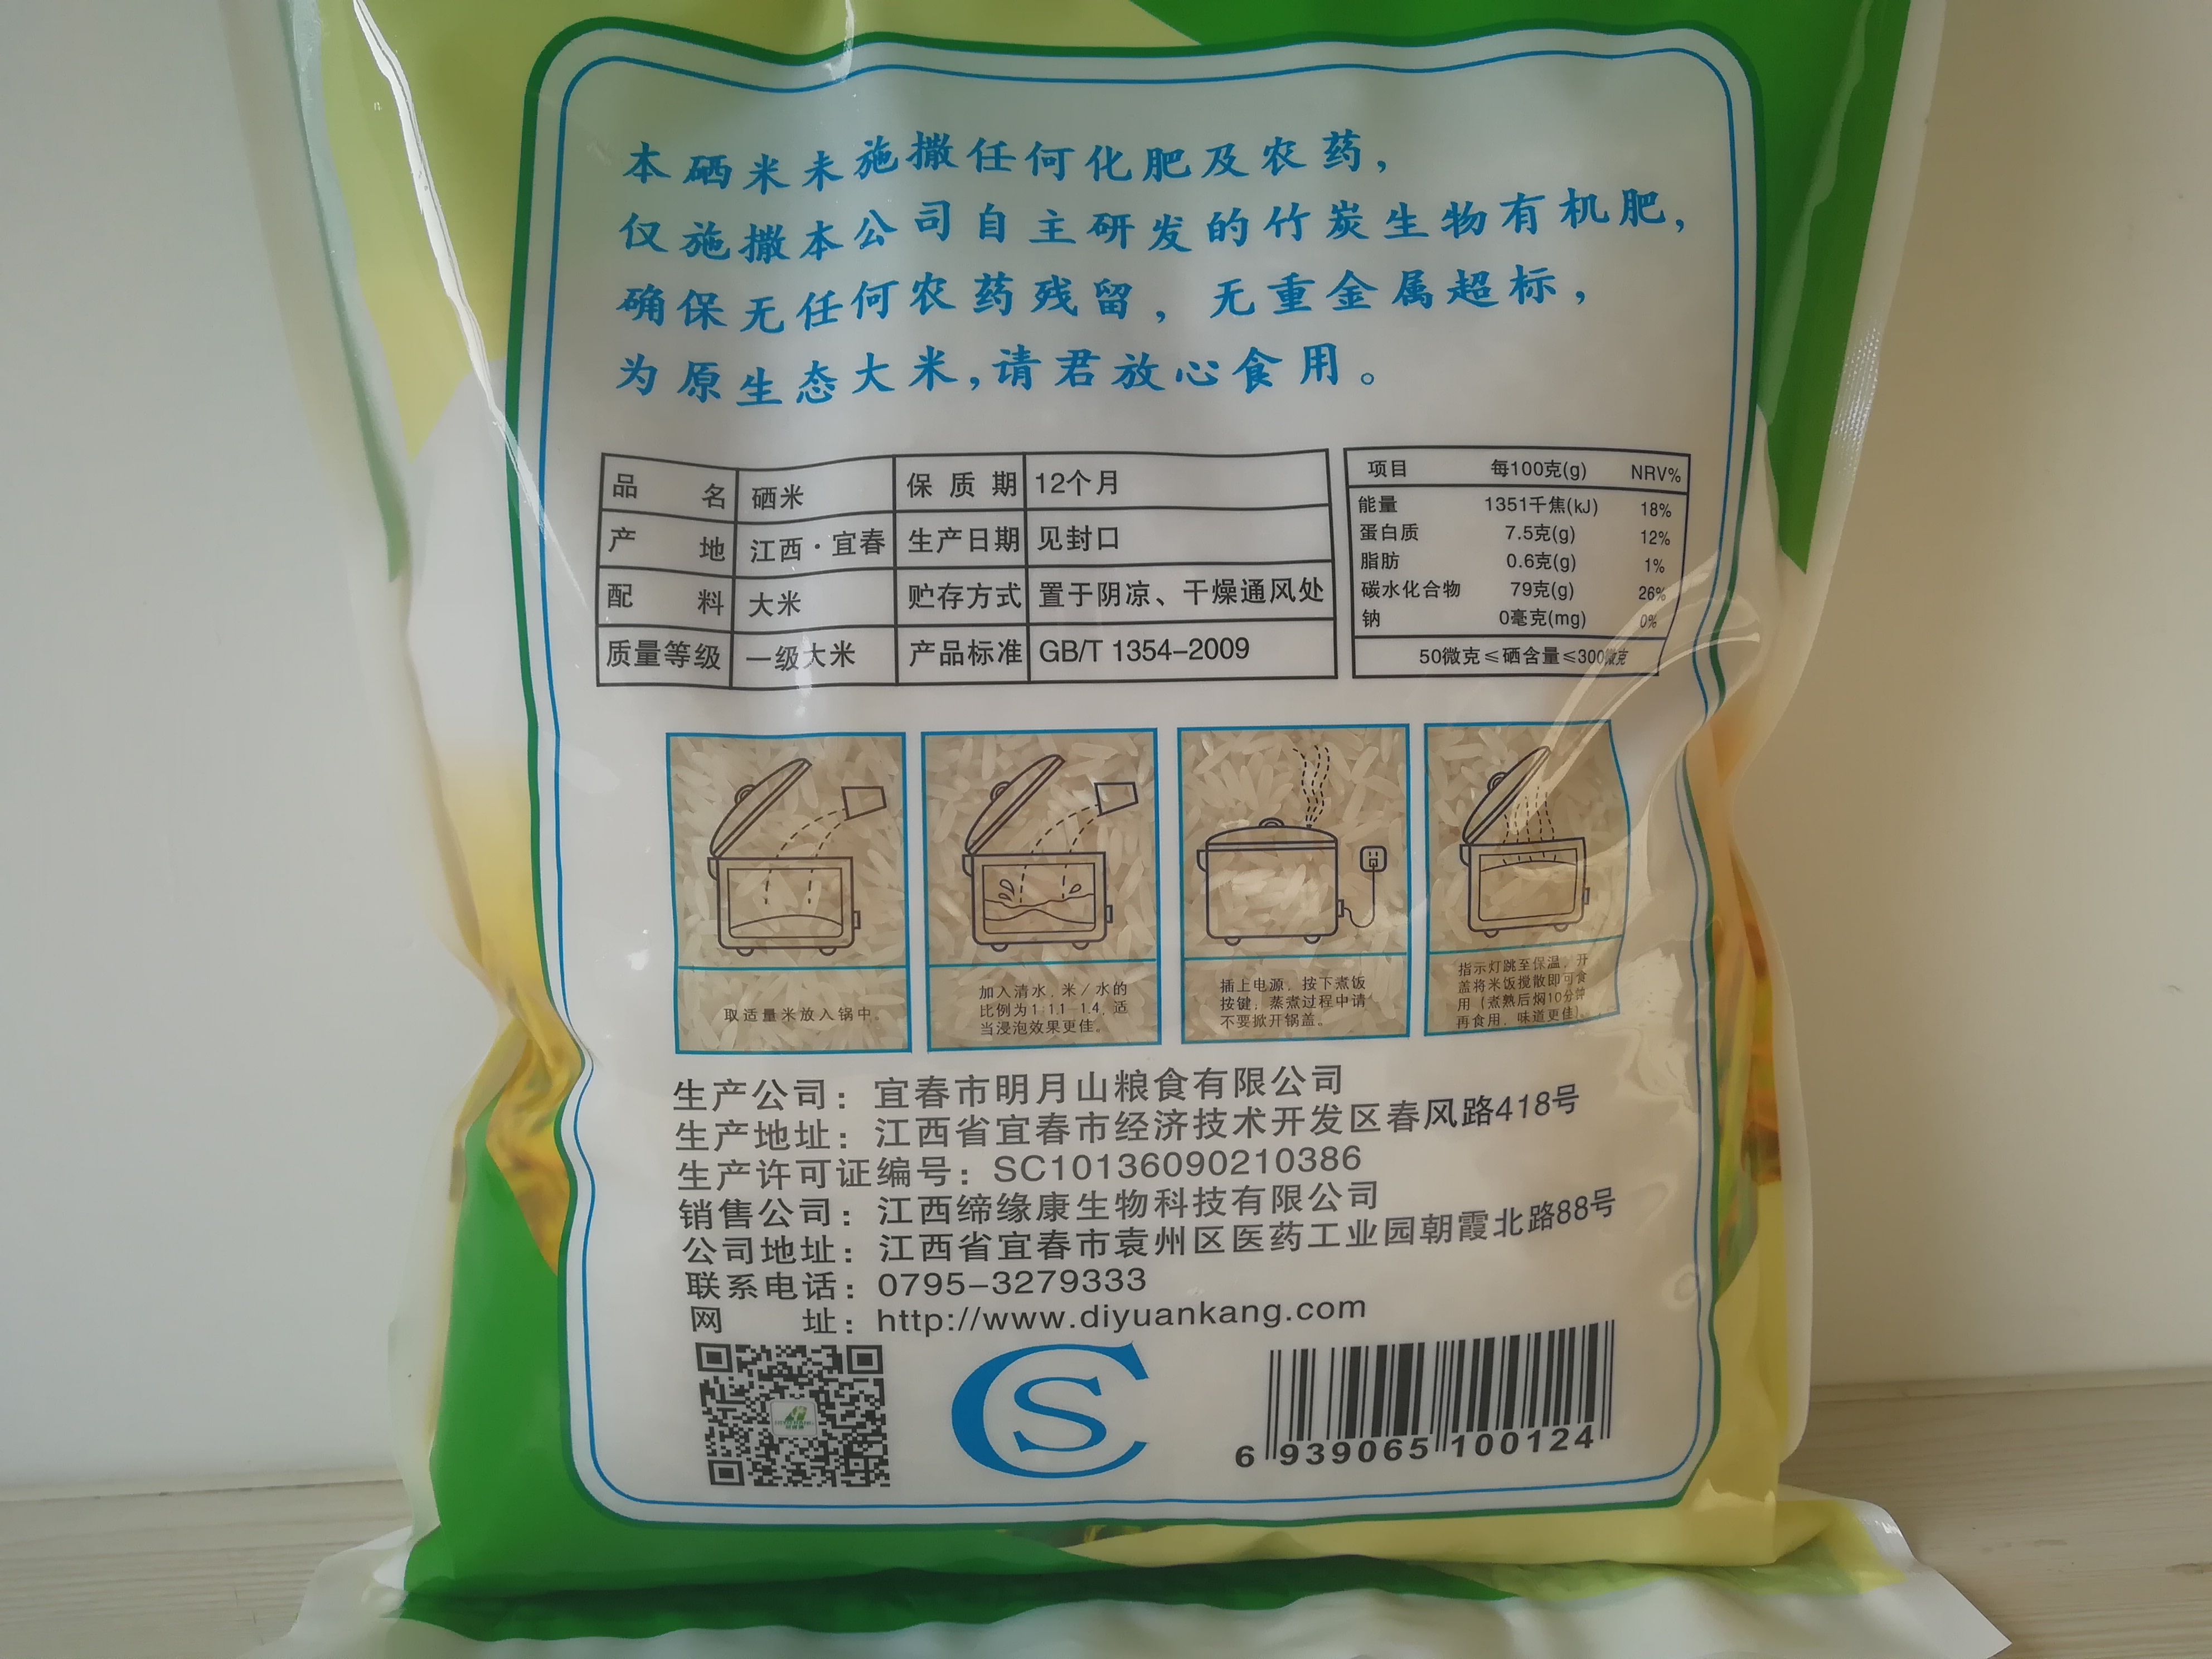 本硒米未施撒任何化肥及农药，
仅施撒本公司自主研发的竹炭生物有机肥，
确保无任何农药残留，无重金属超标，
为原生态大米，请君放心食用。
品名 硒米 保质期 12个月
产地 江西·宜春 生产日期 见封口
配料 大米 贮存方式 置于阴凉、干燥通风处
质量等级 一级大米 产品标准 GB/T 1354-2009
项目 每100克(g) NRV%
能量 1351千焦(kJ) 18%
蛋白质 7.5克(g) 12%
脂肪 0.6克(g) 1%
碳水化合物 79克(g) 26%
钠 0毫克(mg) 0%
50微克≤硒含量≤300微克
取适量米放入锅中。
加入清水，米/水的
比例为1:1.1-1.4，适
当浸泡效果更佳。
插上电源，按下煮饭
按键；蒸煮过程中请
不要掀开锅盖。
指示灯跳至保温，开
盖将米饭搅散即可食
用（煮熟后焖10分钟
再食用，味道更佳）。
生产公司：宜春市明月山粮食有限公司
生产地址：江西省宜春市经济技术开发区春风路418号
生产许可证编号：SC10136090210386
销售公司：江西缔缘康生物科技有限公司
公司地址：江西省宜春市袁州区医药工业园朝霞北路88号
联系电话：0795-3279333
网址：http://www.diyuankang.com
CS
6 939065 100124